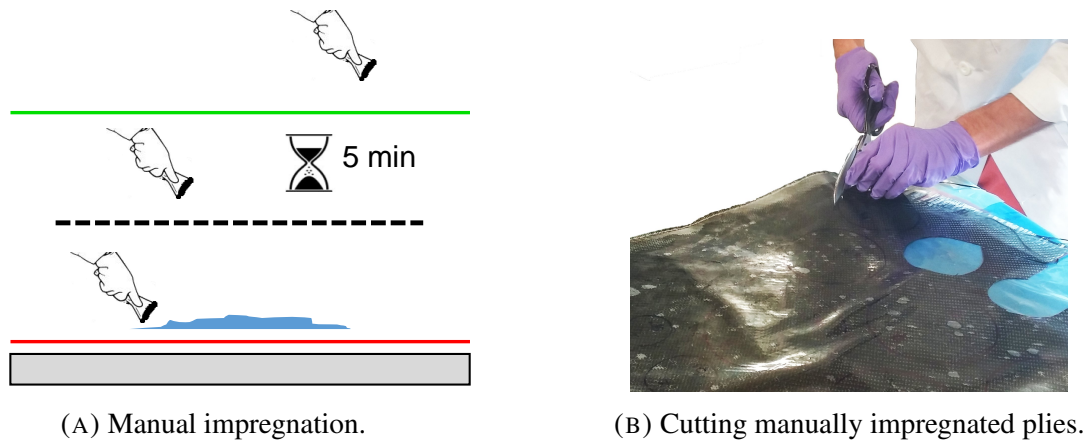 5 min
(A) Manual impregnation.
(B) Cutting manually impregnated plies.